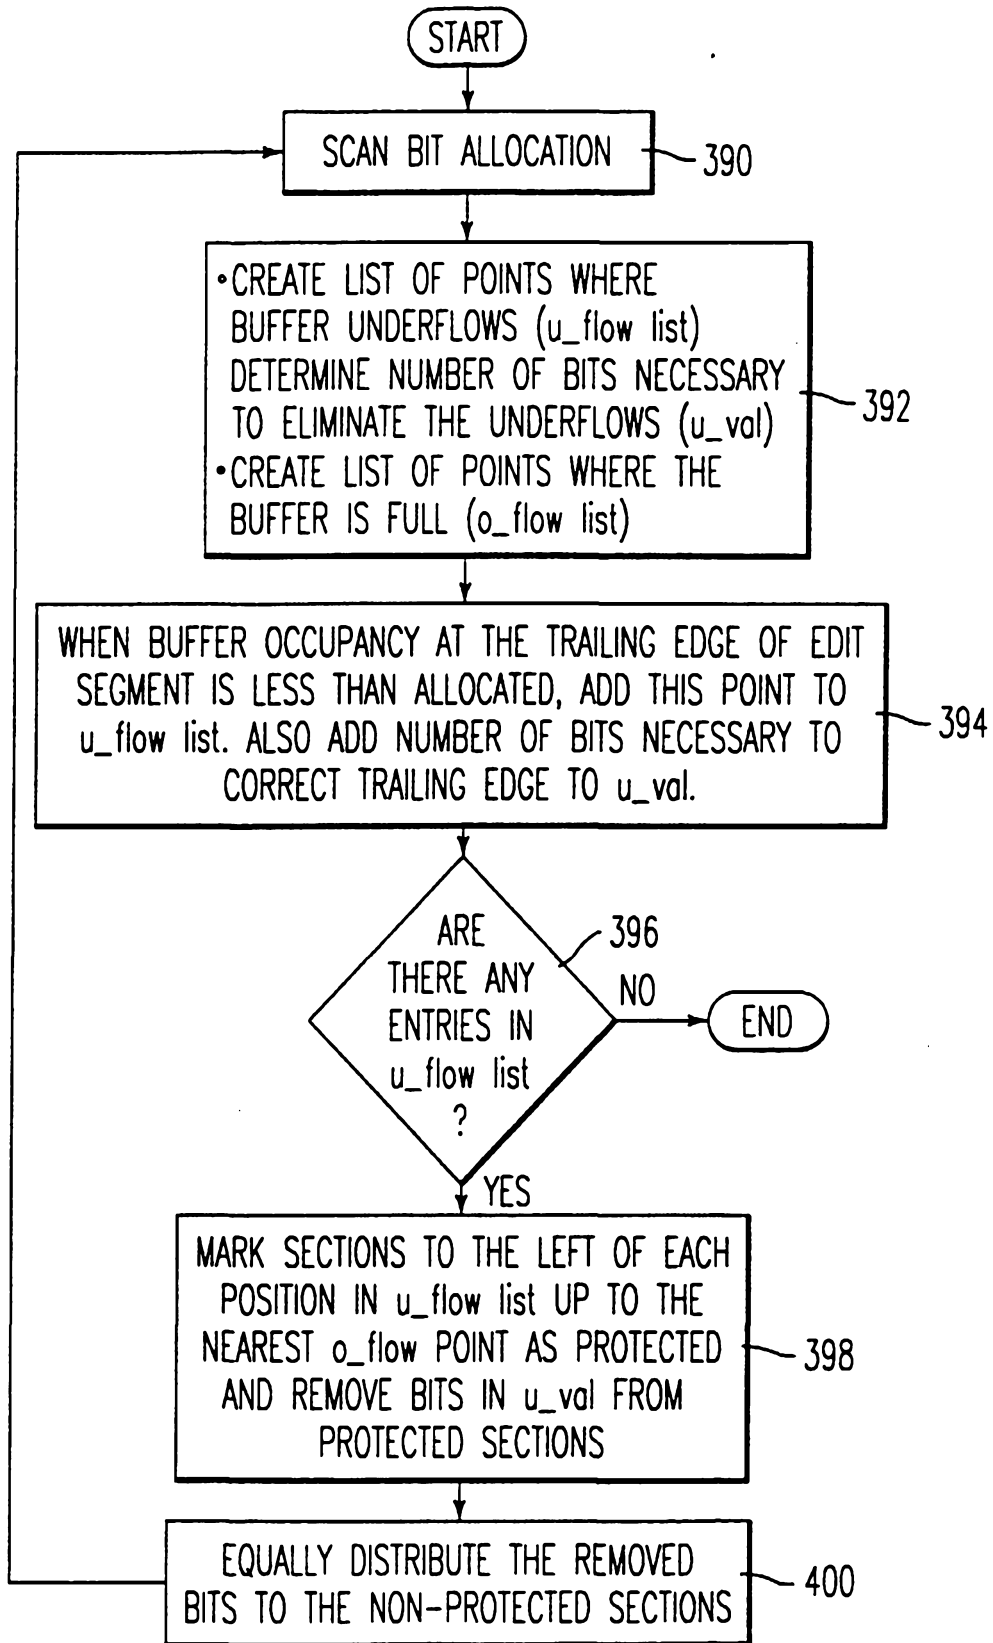 START
SCAN BIT ALLOCATION
390
•CREATE LIST OF POINTS WHERE
BUFFER UNDERFLOWS (u_flow list)
DETERMINE NUMBER OF BITS NECESSARY
TO ELIMINATE THE UNDERFLOWS (u_val)
•CREATE LIST OF POINTS WHERE THE
BUFFER IS FULL (o_flow list)
392
WHEN BUFFER OCCUPANCY AT THE TRAILING EDGE OF EDIT
SEGMENT IS LESS THAN ALLOCATED, ADD THIS POINT TO
u_flow list. ALSO ADD NUMBER OF BITS NECESSARY TO
CORRECT TRAILING EDGE TO u_val.
394
ARE
THERE ANY
ENTRIES IN
u_flow list
?
396
NO
END
YES
MARK SECTIONS TO THE LEFT OF EACH
POSITION IN u_flow list UP TO THE
NEAREST o_flow POINT AS PROTECTED
AND REMOVE BITS IN u_val FROM
PROTECTED SECTIONS
398
EQUALLY DISTRIBUTE THE REMOVED
BITS TO THE NON-PROTECTED SECTIONS
400